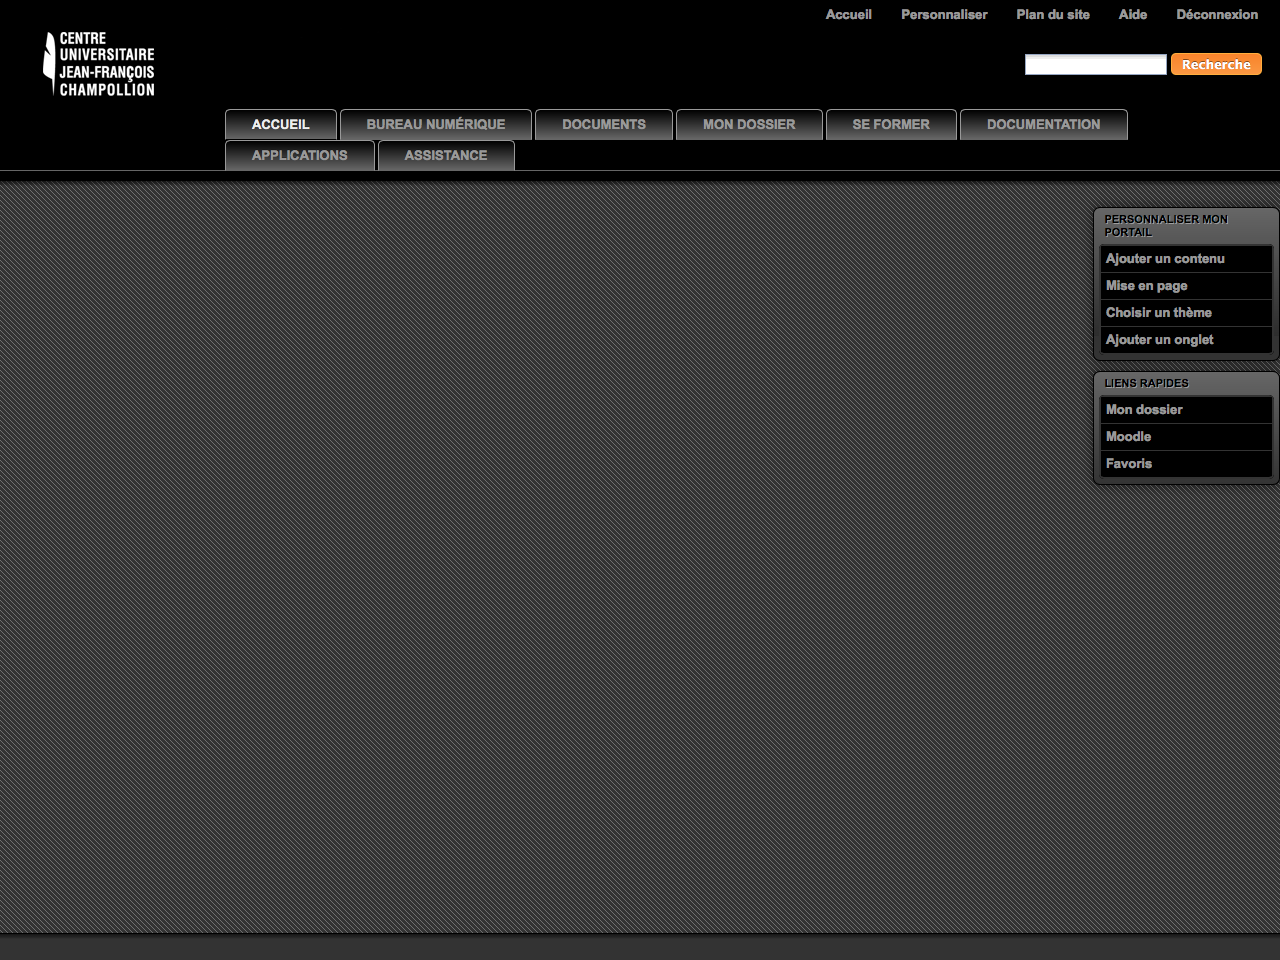 Accueil Personnaliser Plan du site Aide Déconnexion
CENTRE
UNIVERSITAIRE
JEAN-FRANÇOIS
CHAMPOLLION
Recherche
ACCUEIL BUREAU NUMÉRIQUE DOCUMENTS MON DOSSIER SE FORMER DOCUMENTATION
APPLICATIONS ASSISTANCE
PERSONNALISER MON
PORTAIL
Ajouter un contenu
Mise en page
Choisir un thème
Ajouter un onglet
LIENS RAPIDES
Mon dossier
Moodle
Favoris